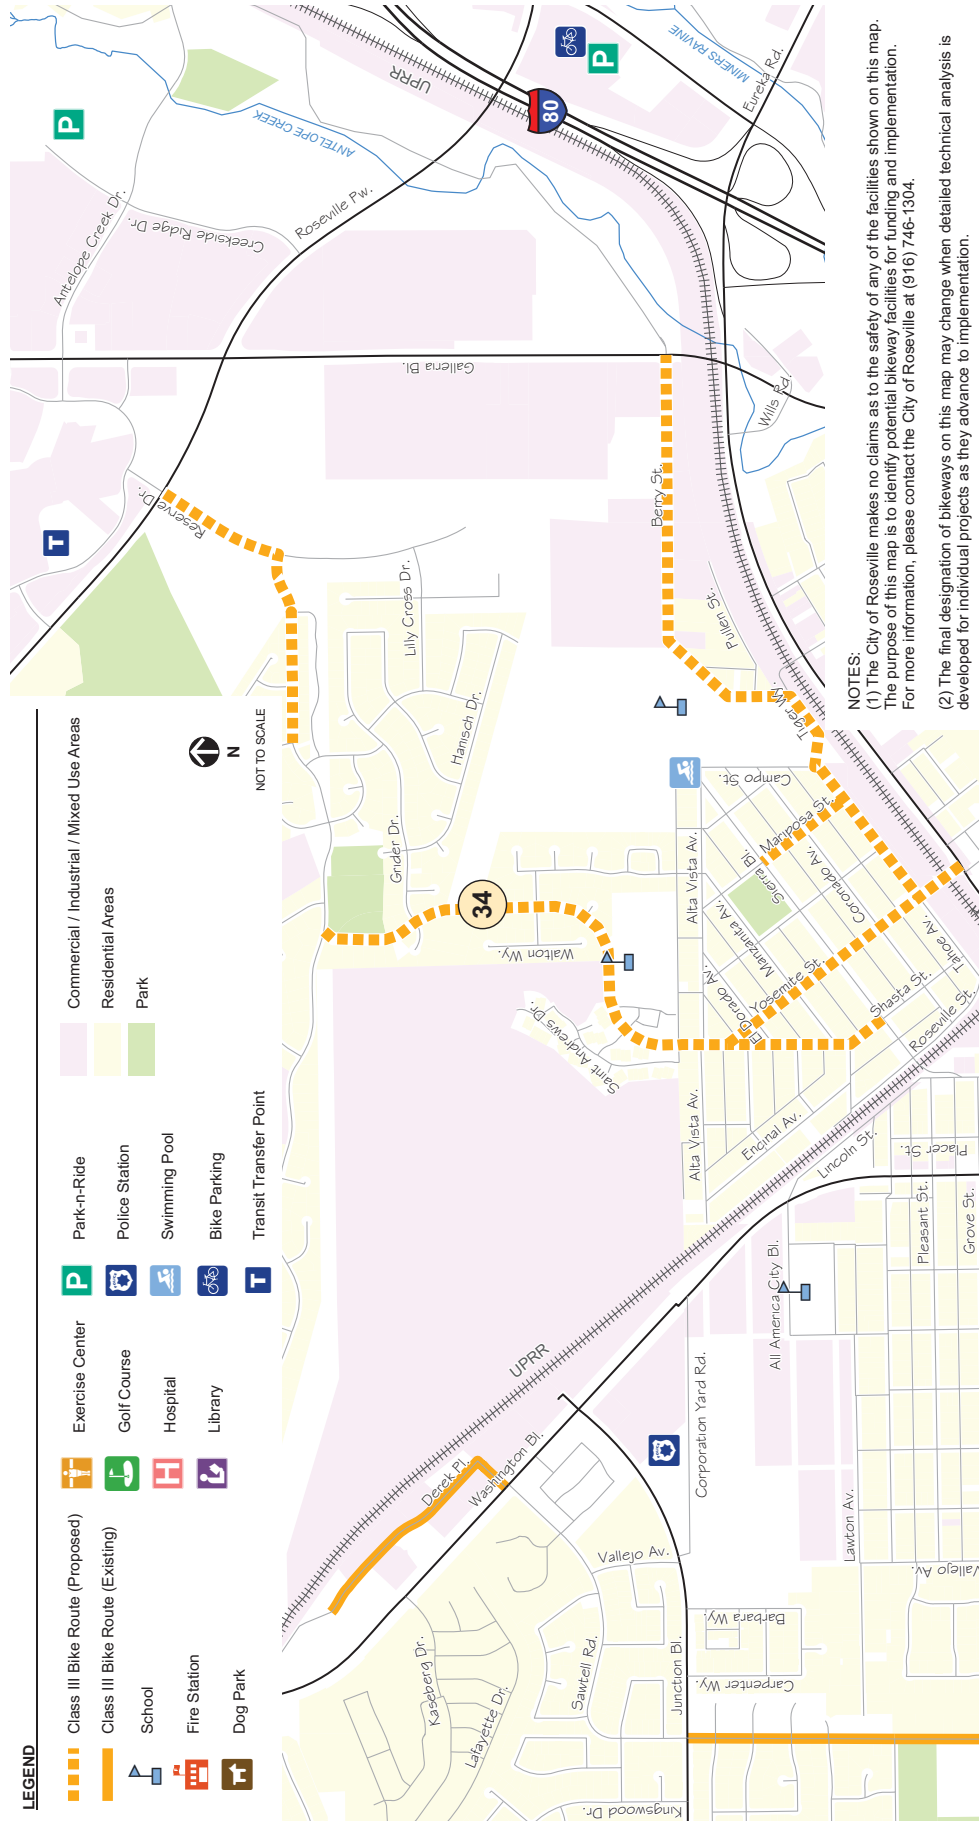 LEGEND
Class III Bike Route (Proposed)
Class III Bike Route (Existing)
School
Fire Station
Dog Park
Exercise Center
Golf Course
H
Hospital
Library
P
Park-n-Ride
Police Station
Swimming Pool
Bike Parking
T
Transit Transfer Point
Commercial / Industrial / Mixed Use Areas
Residential Areas
Park
N
NOT TO SCALE
T
P
P
80
34
UPRR
UPRR
ANTELOPE CREEK
MINERS RAVINE
Antelope Creek Dr.
Creekside Ridge Dr.
Roseville Pw.
Eureka Rd.
Galleria Bl.
Wills Rd.
Reserve Dr.
Berry St.
Lilly Cross Dr.
Pullen St.
Hanisch Dr.
Tiger Wy.
Campo St.
Grider Dr.
Mariposa St.
Sierra Bl.
Alta Vista Av.
Coronado Av.
Manzanita Av.
Walton Wy.
Tahoe Av.
El Dorado Av.
Yosemite St.
Shasta St.
Roseville St.
Saint Andrews Dr.
Alta Vista Av.
Encinal Av.
Lincoln St.
Placer St.
Pleasant St.
Grove St.
All America City Bl.
Corporation Yard Rd.
Derek Pl.
Washington Bl.
Lawton Av.
Vallejo Av.
Vallejo Av.
Barbara Wy.
Carpenter Wy.
Junction Bl.
Sawtell Rd.
Kaseberg Dr.
Lafayette Dr.
Kingswood Dr.
NOTES:
(1) The City of Roseville makes no claims as to the safety of any of the facilities shown on this map.
The purpose of this map is to identify potential bikeway facilities for funding and implementation.
For more information, please contact the City of Roseville at (916) 746-1304.
(2) The final designation of bikeways on this map may change when detailed technical analysis is
developed for individual projects as they advance to implementation.